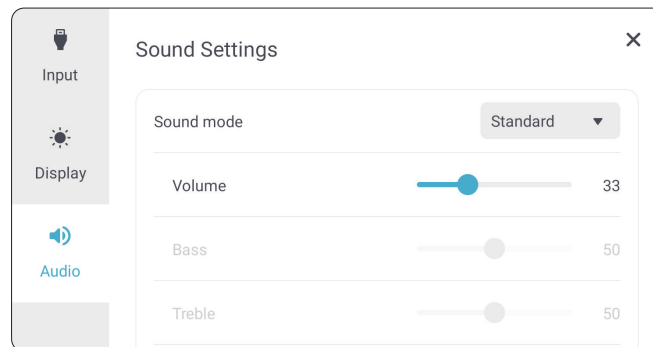 Input
Display
Audio
Sound Settings
Sound mode
Standard
Volume
33
Bass
50
Treble
50